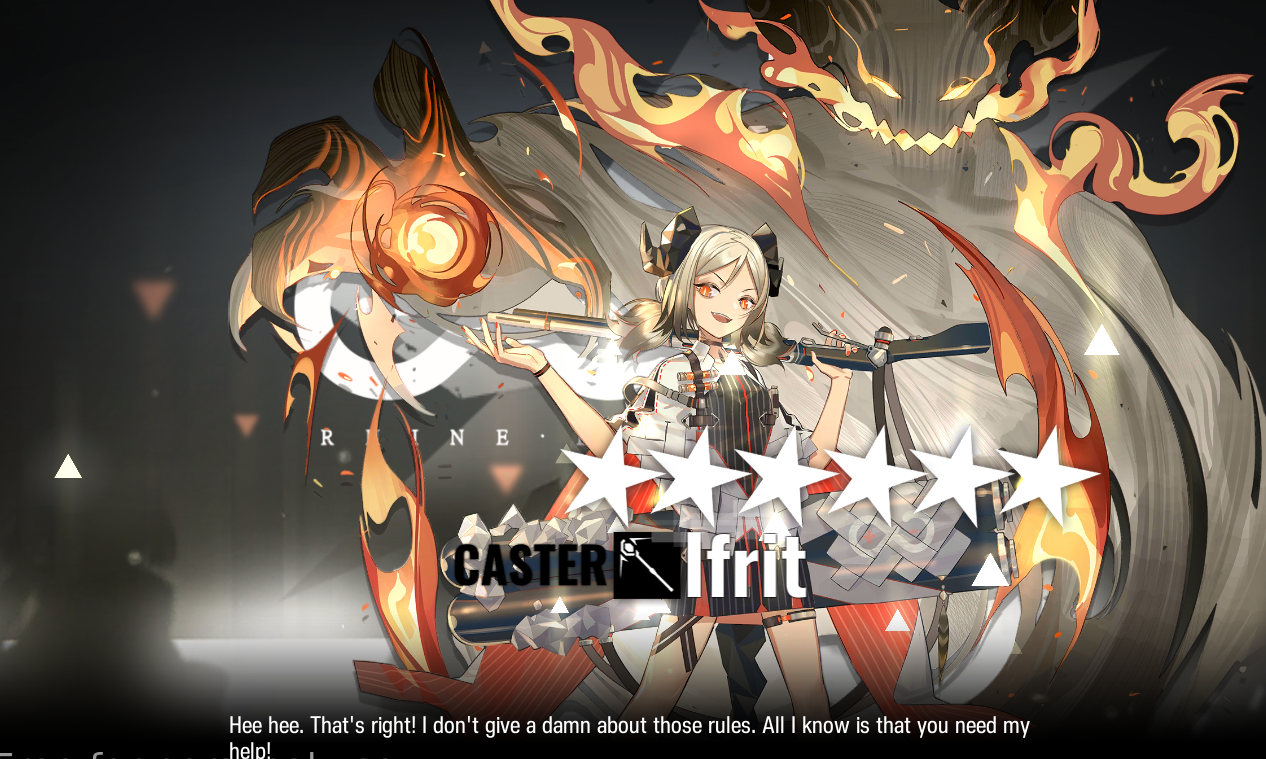 RHINE
CASTER Ifrit
Hee hee. That's right! I don't give a damn about those rules. All I know is that you need my
help!